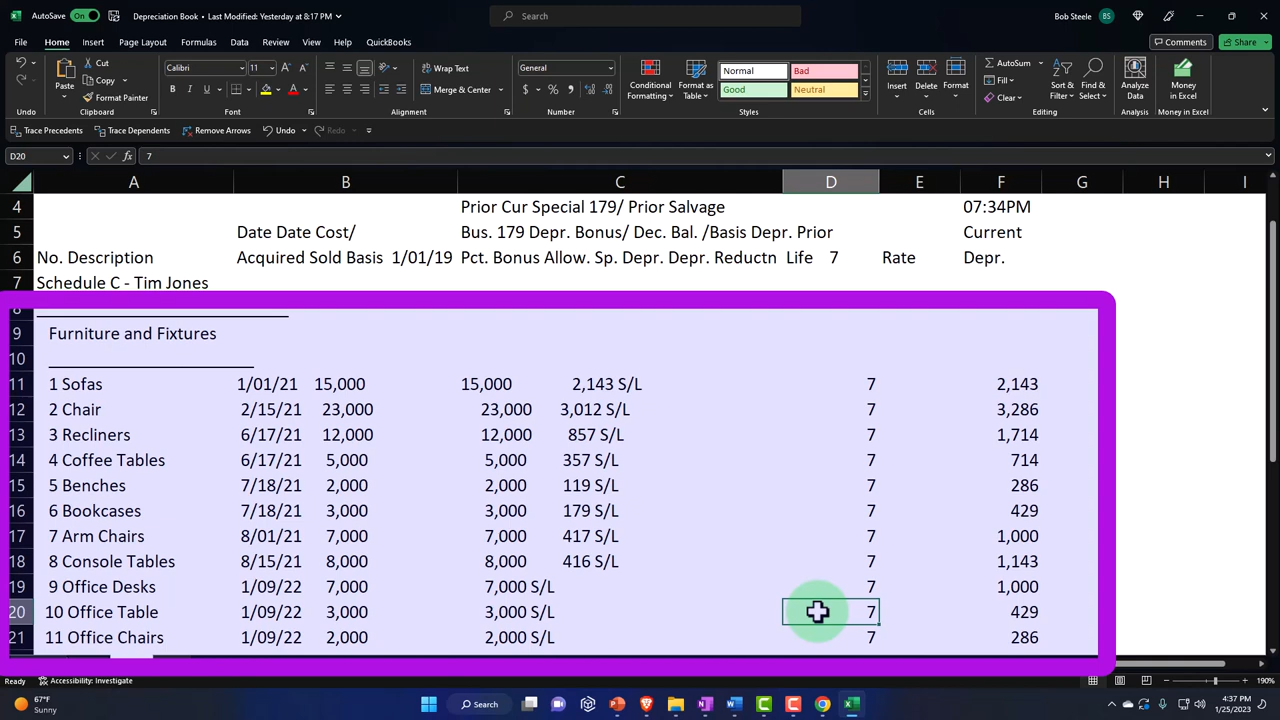 AutoSave On Depreciation Book • Last Modified: Yesterday at 8:17 PM Search Bob Steele BS
File Home Insert Page Layout Formulas Data Review View Help QuickBooks Comments Share
Cut
Copy
Format Painter
Paste
Calibri 11
B I U
Wrap Text
Merge & Center
General
$ % 9
Conditional Formatting
Format as Table
Normal Bad
Good Neutral
Insert Delete Format
AutoSum
Fill
Clear
Sort & Filter
Find & Select
Analyze Data
Money in Excel
Undo Clipboard Font Alignment Number Styles Cells Editing Analysis Money in Excel
Trace Precedents Trace Dependents Remove Arrows Undo Redo
D20 fx 7
A B C D E F G H I
4 Prior Cur Special 179/ Prior Salvage 07:34PM
5 Date Date Cost/ Bus. 179 Depr. Bonus/ Dec. Bal. /Basis Depr. Prior Current
6 No. Description Acquired Sold Basis 1/01/19 Pct. Bonus Allow. Sp. Depr. Depr. Reductn Life 7 Rate Depr.
7 Schedule C - Tim Jones
8
9 Furniture and Fixtures
10
11 1 Sofas 1/01/21 15,000 15,000 2,143 S/L 7 2,143
12 2 Chair 2/15/21 23,000 23,000 3,012 S/L 7 3,286
13 3 Recliners 6/17/21 12,000 12,000 857 S/L 7 1,714
14 4 Coffee Tables 6/17/21 5,000 5,000 357 S/L 7 714
15 5 Benches 7/18/21 2,000 2,000 119 S/L 7 286
16 6 Bookcases 7/18/21 3,000 3,000 179 S/L 7 429
17 7 Arm Chairs 8/01/21 7,000 7,000 417 S/L 7 1,000
18 8 Console Tables 8/15/21 8,000 8,000 416 S/L 7 1,143
19 9 Office Desks 1/09/22 7,000 7,000 S/L 7 1,000
20 10 Office Table 1/09/22 3,000 3,000 S/L 7 429
21 11 Office Chairs 1/09/22 2,000 2,000 S/L 7 286
Ready Accessibility: Investigate 190%
67°F
Sunny
Search
4:37 PM
1/25/2023